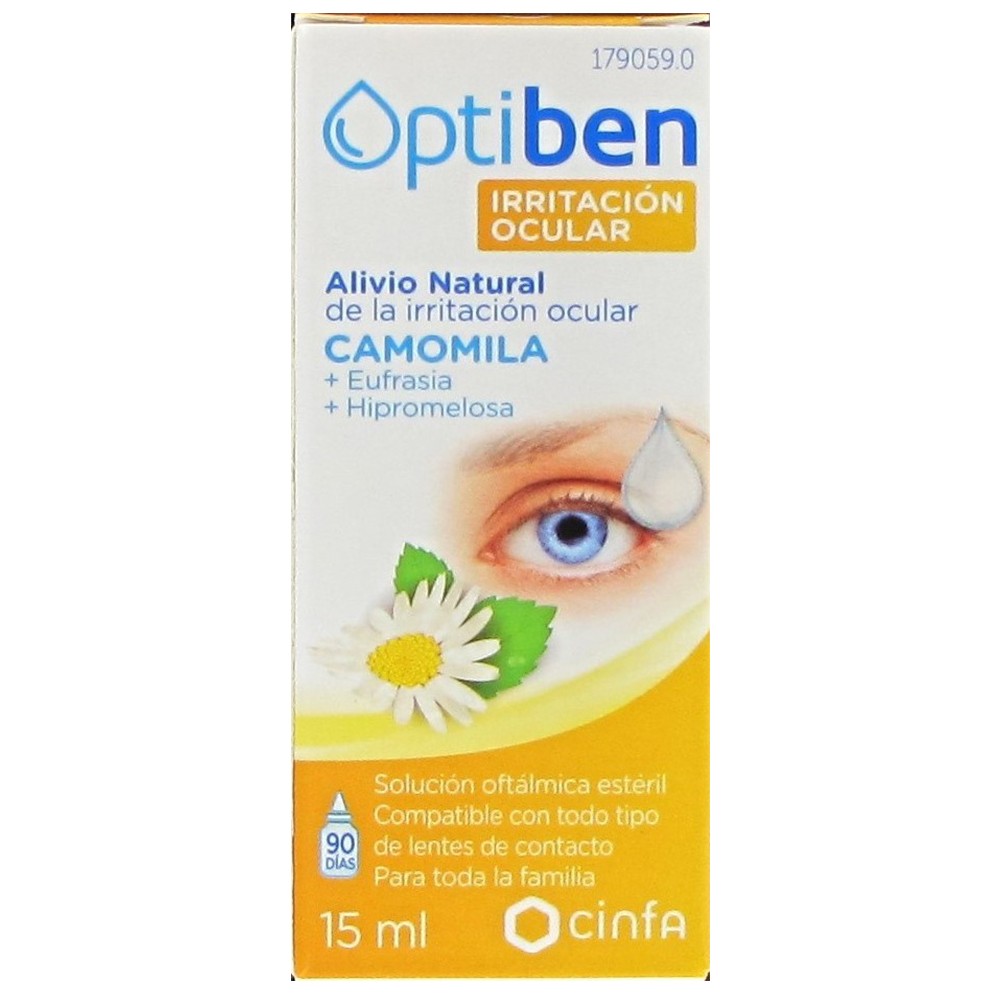 179059.0
Optiben
IRRITACIÓN
OCULAR
Alivio Natural
de la irritación ocular
CAMOMILA
+ Eufrasia
+ Hipromelosa
Solución oftálmica estéril
Compatible con todo tipo
de lentes de contacto
Para toda la familia
90
DÍAS
15 ml
cinfa